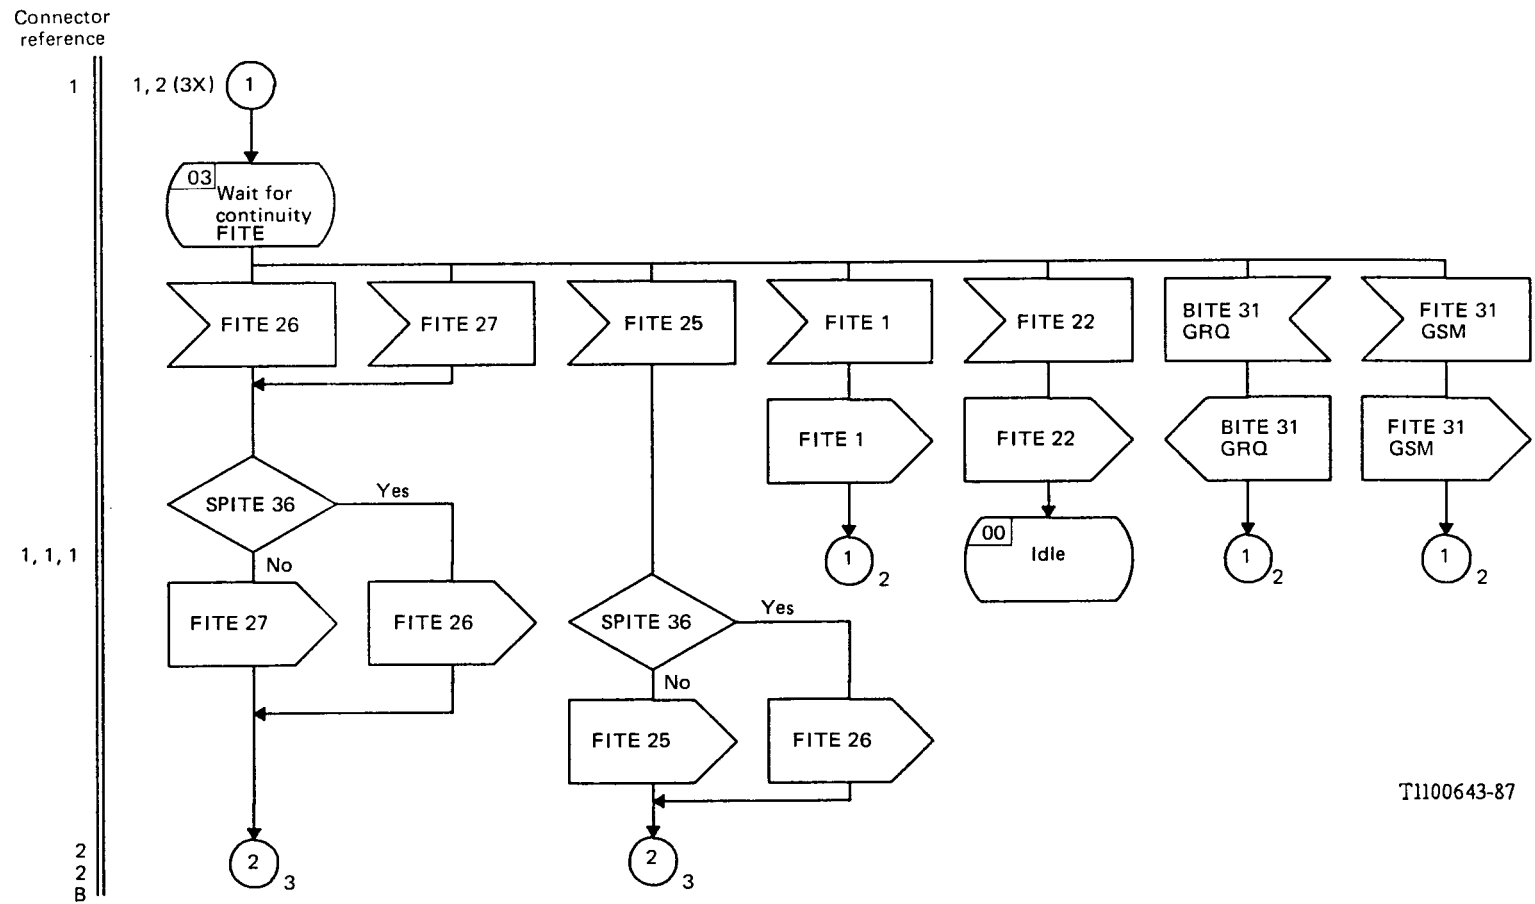 Connector
reference
1
1, 2 (3X)
1
03
Wait for
continuity
FITE
FITE 26
FITE 27
FITE 25
FITE 1
FITE 22
BITE 31
GRQ
FITE 31
GSM
FITE 1
FITE 22
BITE 31
GRQ
FITE 31
GSM
SPITE 36
Yes
No
1, 1, 1
1
2
00
Idle
1
2
1
2
FITE 27
FITE 26
SPITE 36
Yes
No
FITE 25
FITE 26
T1100643-87
2
2
B
2
3
2
3